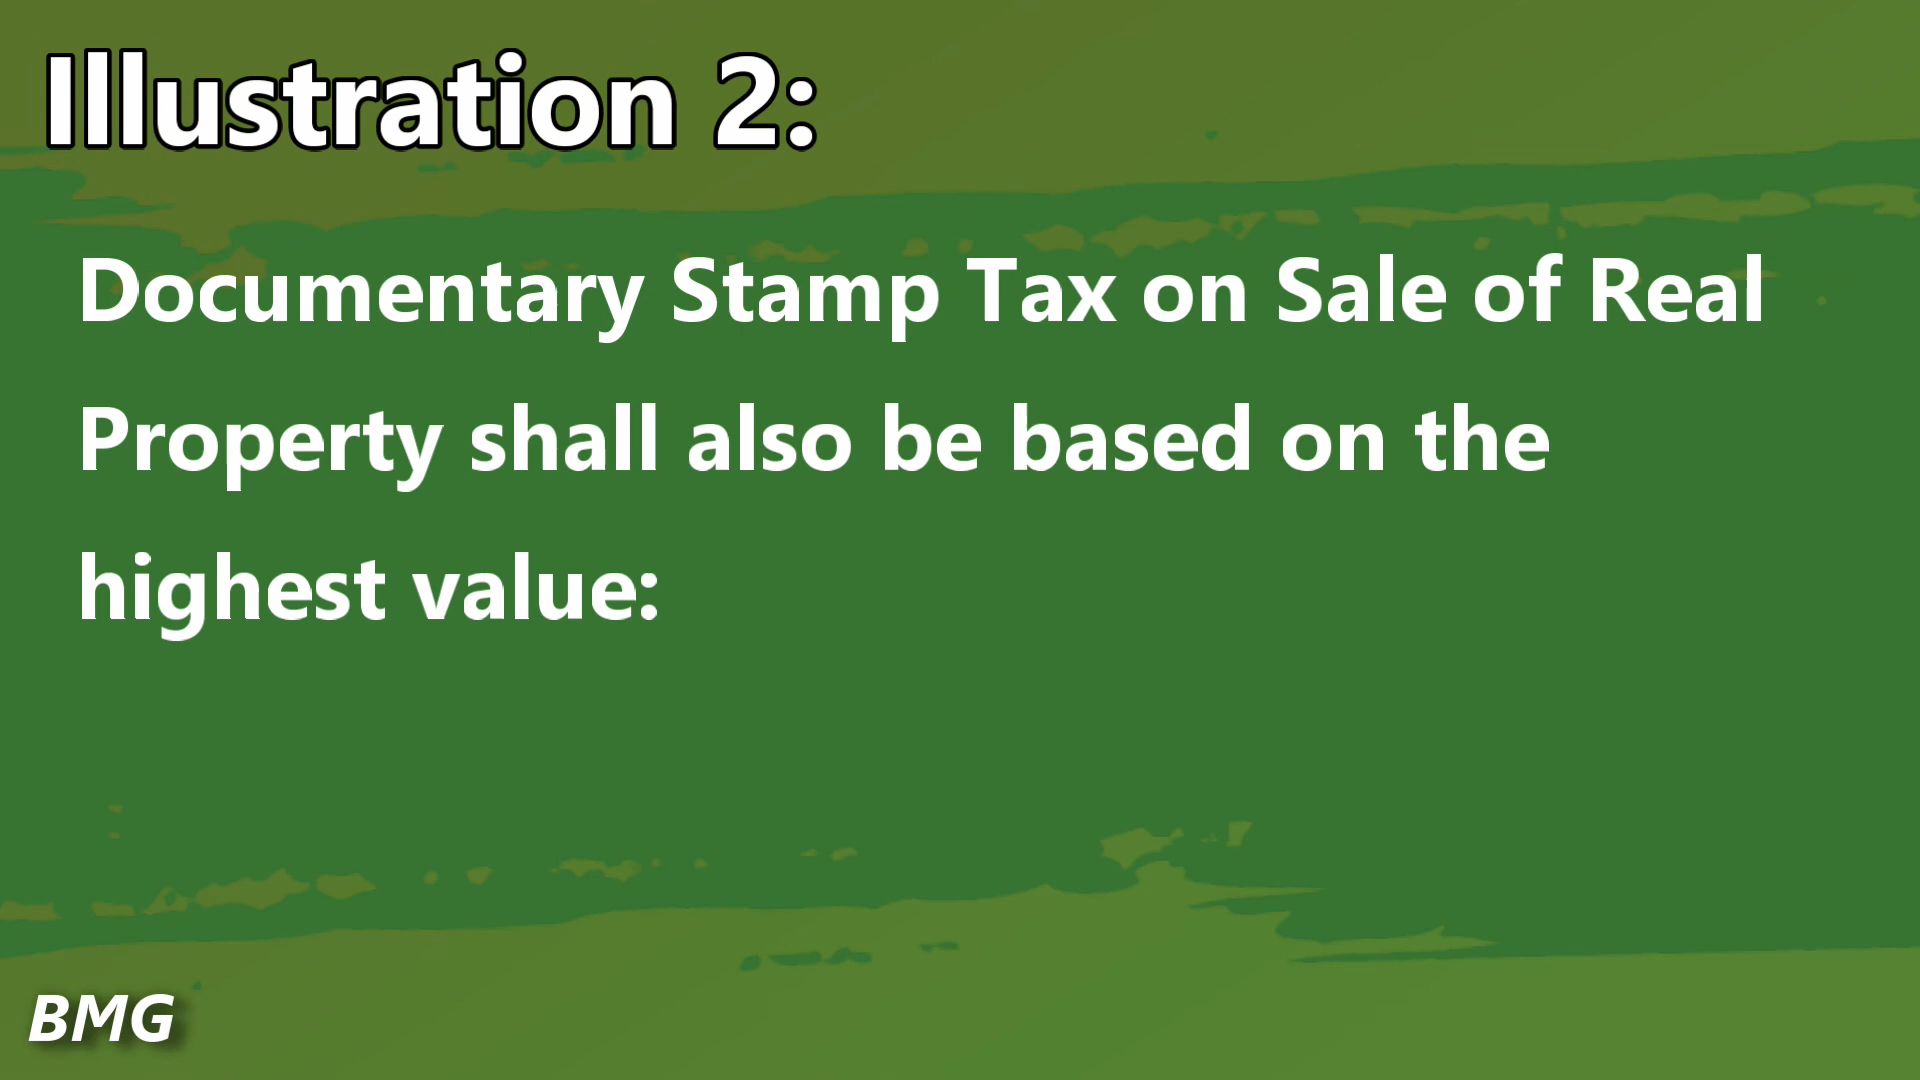 Illustration 2:
Documentary Stamp Tax on Sale of Real
Property shall also be based on the
highest value:
BMG